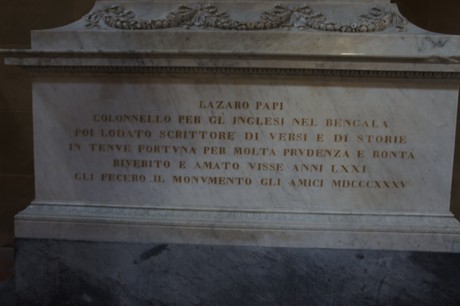 LAZARO PAPI
COLONNELLO PER GL' INGLESI NEL BENGALA
POI LODATO SCRITTORE DI VERSI E DI STORIE
IN TENVE FORTVNA PER MOLTA PRVDENZA E BONTA
RIVERITO E AMATO VISSE ANNI LXXI
GLI FECERO IL MONVMENTO GLI AMICI MDCCCXXXV